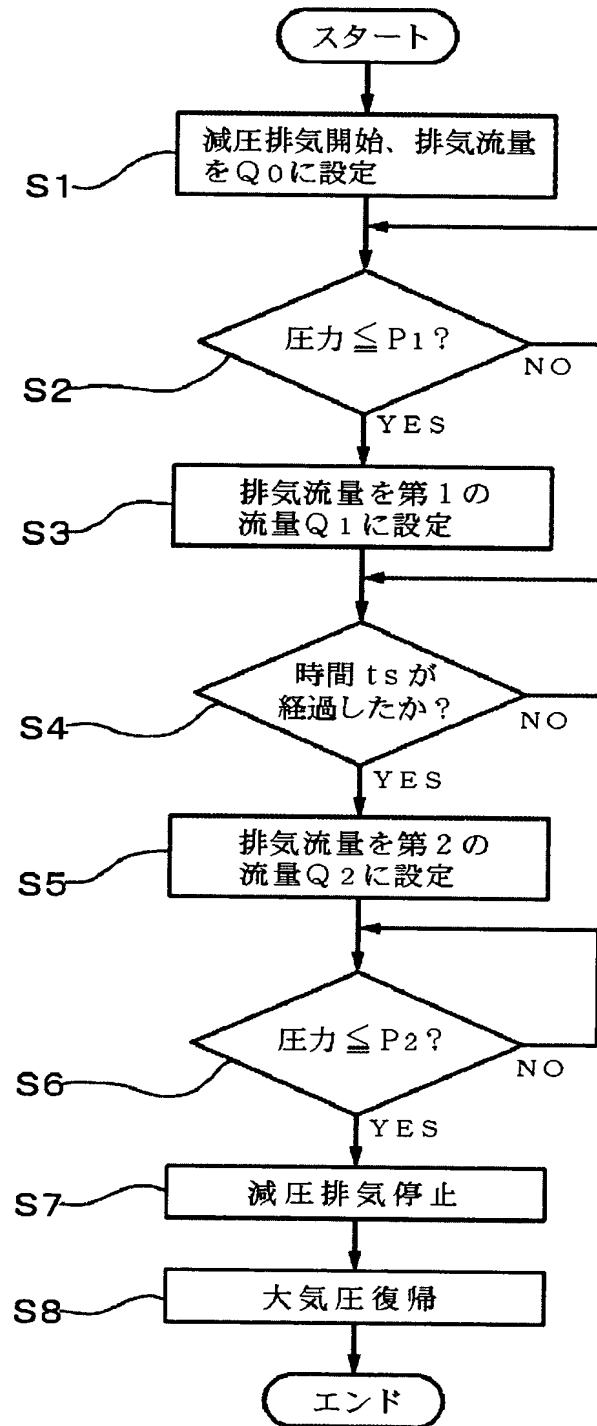 スタート
S1
減圧排気開始、排気流量
をQ0に設定
S2
圧力≦P1?
NO
YES
S3
排気流量を第1の
流量Q1に設定
S4
時間tsが
経過したか?
NO
YES
S5
排気流量を第2の
流量Q2に設定
S6
圧力≦P2?
NO
YES
S7
減圧排気停止
S8
大気圧復帰
エンド